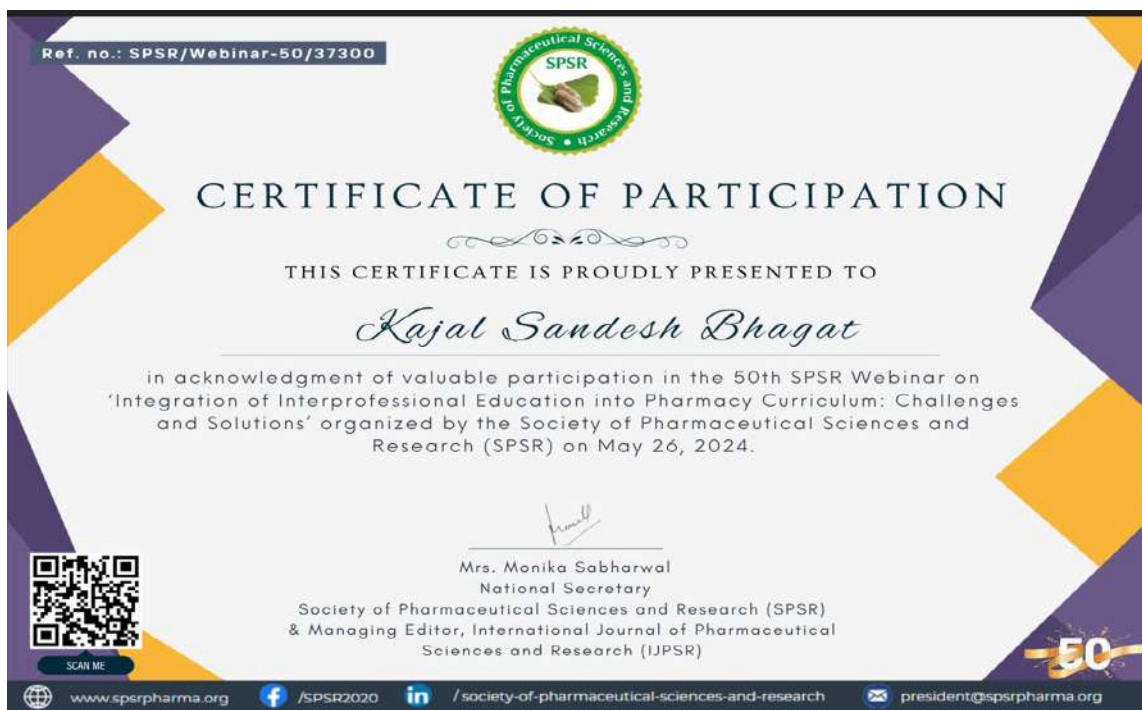 Ref. no.: SPSR/Webinar-50/37300
Society of Pharmaceutical Sciences and Research
SPSR
CERTIFICATE OF PARTICIPATION
THIS CERTIFICATE IS PROUDLY PRESENTED TO
Kajal Sandesh Bhagat
in acknowledgment of valuable participation in the 50th SPSR Webinar on
‘Integration of Interprofessional Education into Pharmacy Curriculum: Challenges
and Solutions’ organized by the Society of Pharmaceutical Sciences and
Research (SPSR) on May 26, 2024.
Mrs. Monika Sabharwal
National Secretary
Society of Pharmaceutical Sciences and Research (SPSR)
& Managing Editor, International Journal of Pharmaceutical
Sciences and Research (IJPSR)
SCAN ME
50
www.spsrpharma.org
/SPSR2020
in
/society-of-pharmaceutical-sciences-and-research
president@spsrpharma.org